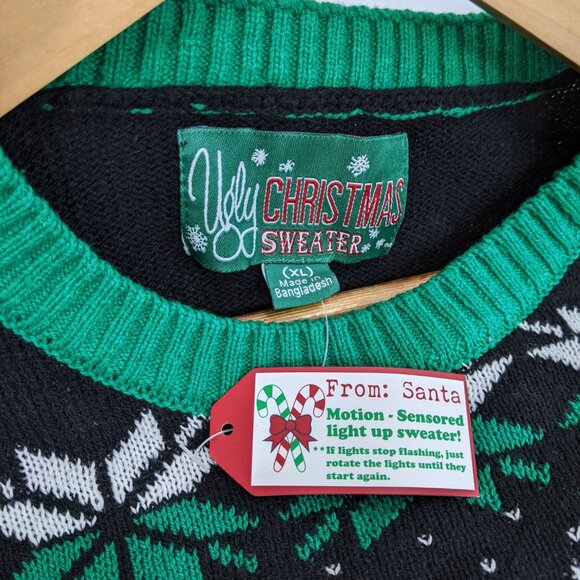 Ugly CHRISTMAS
SWEATER
(XL)
Made in
Bangladesh
From: Santa
Motion - Sensored
light up sweater!
**If lights stop flashing, just
rotate the lights until they
start again.